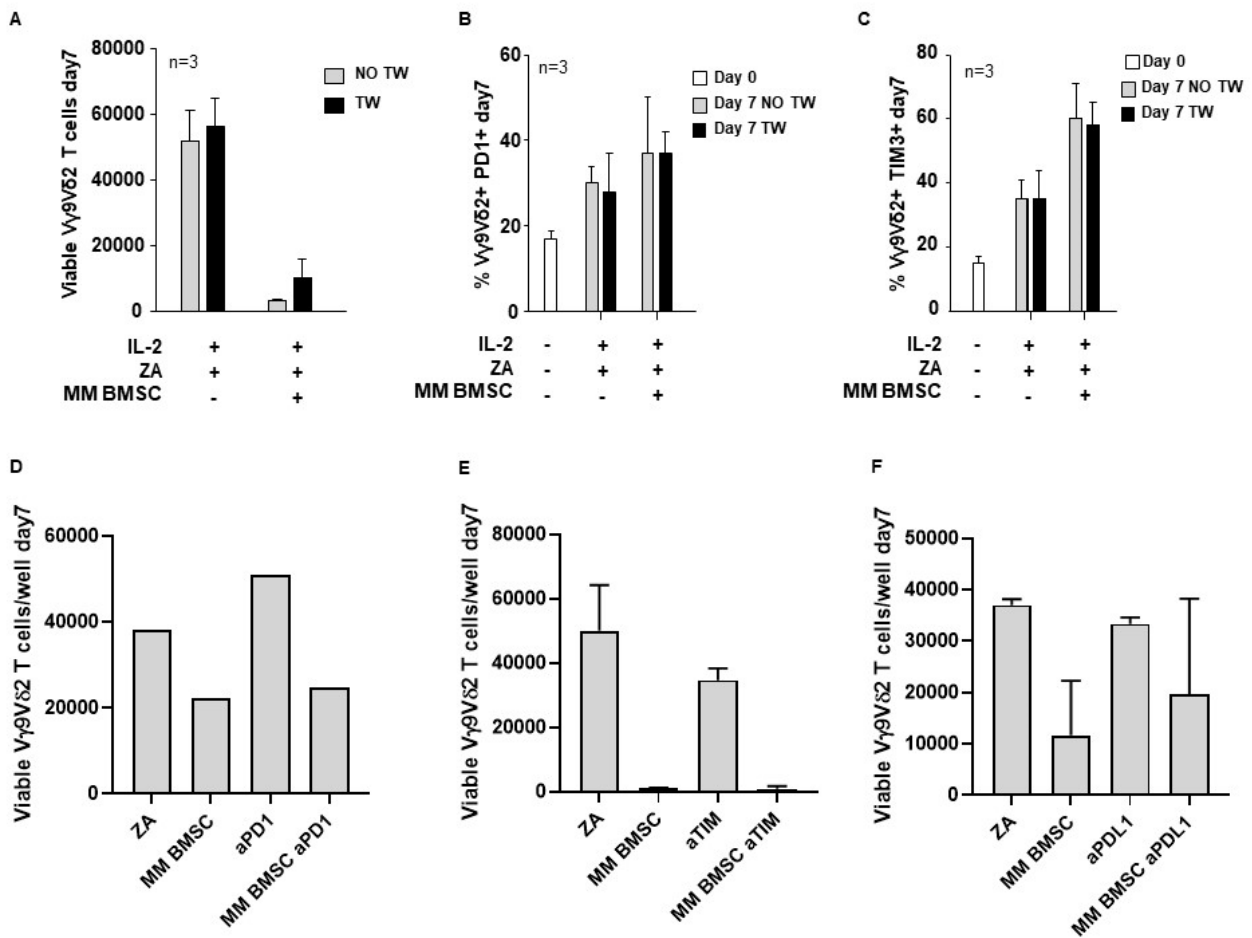 A
Viable Vγ9Vδ2 T cells day7
80000
60000
40000
20000
0
n=3
NO TW
TW
IL-2 + +
ZA + +
MM BMSC - +
B
% Vγ9Vδ2+ PD1+ day7
60
40
20
0
n=3
Day 0
Day 7 NO TW
Day 7 TW
IL-2 - + +
ZA - + +
MM BMSC - - +
C
% Vγ9Vδ2+ TIM3+ day7
80
60
40
20
0
n=3
Day 0
Day 7 NO TW
Day 7 TW
IL-2 - + +
ZA - + +
MM BMSC - - +
D
Viable Vγ9Vδ2 T cells/well day7
60000
40000
20000
0
ZA
MM BMSC
aPD1
MM BMSC aPD1
E
Viable Vγ9Vδ2 T cells/well day7
80000
60000
40000
20000
0
ZA
MM BMSC
aTIM
MM BMSC aTIM
F
Viable Vγ9Vδ2 T cells/well day7
50000
40000
30000
20000
10000
0
ZA
MM BMSC
aPDL1
MM BMSC aPDL1